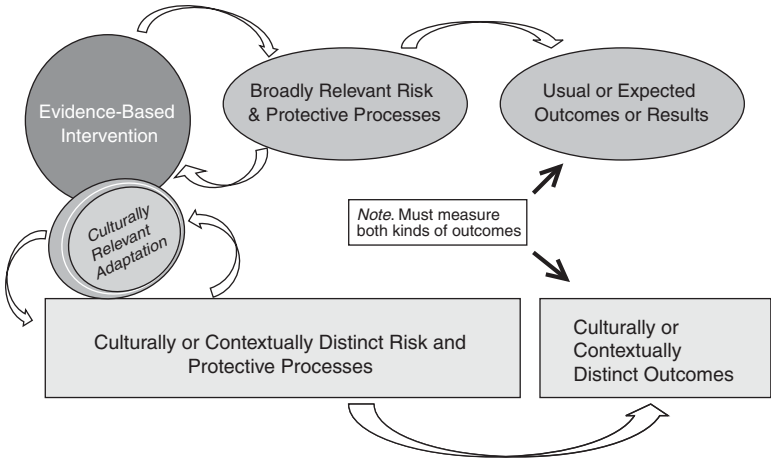 Evidence-Based
Intervention
Broadly Relevant Risk
& Protective Processes
Usual or Expected
Outcomes or Results
Culturally
Relevant
Adaptation
Note. Must measure
both kinds of outcomes
Culturally or Contextually Distinct Risk and
Protective Processes
Culturally or
Contextually
Distinct Outcomes